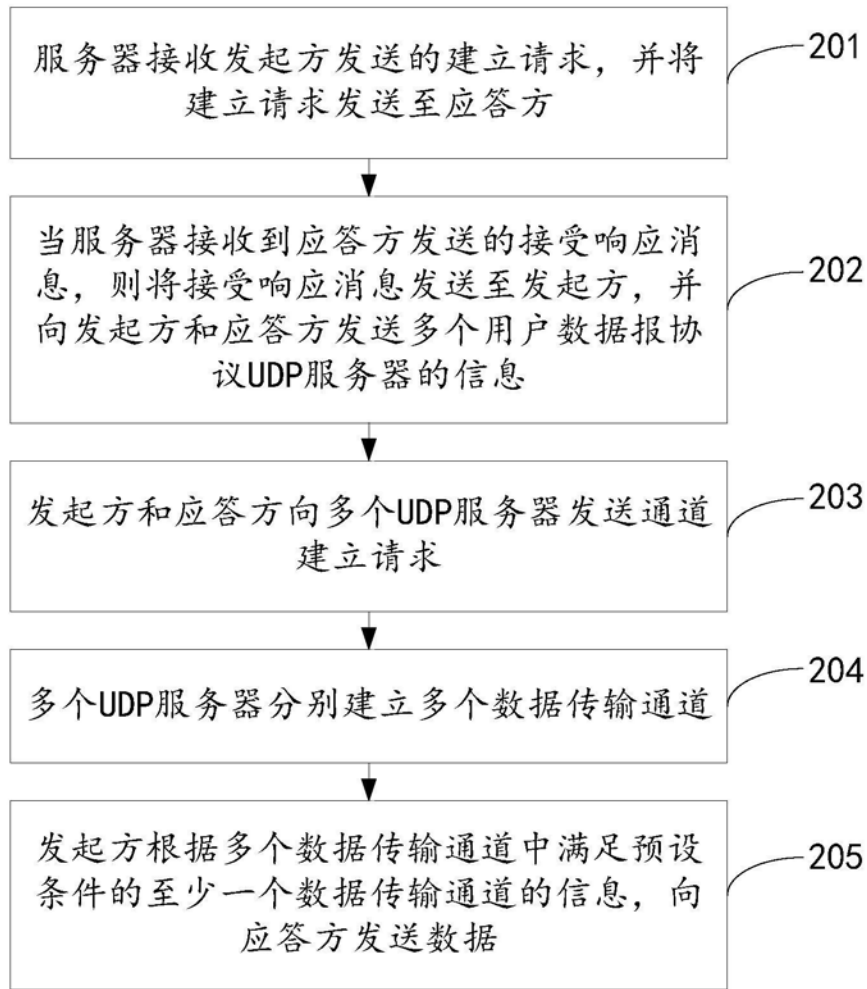 服务器接收发起方发送的建立请求，并将
建立请求发送至应答方
201
当服务器接收到应答方发送的接受响应消
息，则将接受响应消息发送至发起方，并
向发起方和应答方发送多个用户数据报协
议UDP服务器的信息
202
发起方和应答方向多个UDP服务器发送通道
建立请求
203
多个UDP服务器分别建立多个数据传输通道
204
发起方根据多个数据传输通道中满足预设
条件的至少一个数据传输通道的信息，向
应答方发送数据
205